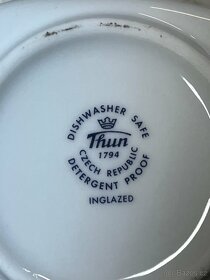 DISHWASHER SAFE
Thun
1794
CZECH REPUBLIC
DETERGENT PROOF
INGLAZED